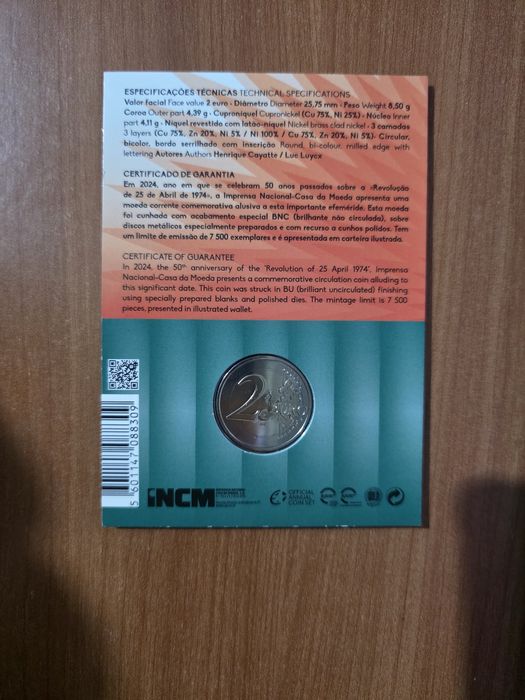 ESPECIFICAÇÕES TÉCNICAS TECHNICAL SPECIFICATIONS
Valor facial Face value 2 euro · Diâmetro Diameter 25,75 mm · Peso Weight 8,50 g
Coroa Outer part 4,39 g · Cuproníquel Cupronickel (Cu 75%, Ni 25%) · Núcleo Inner
part 4,11 g · Níquel revestido com latão-níquel Nickel brass clad nickel · 3 camadas
3 layers (Cu 75%, Zn 20%, Ni 5% / Ni 100% / Cu 75%, Zn 20%, Ni 5%). Circular,
bicolor, bordo serrilhado com inscrição Round, bi-colour, milled edge with
lettering Autores Authors Henrique Cayatte / Luc Luycx
CERTIFICADO DE GARANTIA
Em 2024, ano em que se celebram 50 anos passados sobre a «Revolução
de 25 de Abril de 1974», a Imprensa Nacional-Casa da Moeda apresenta uma
moeda corrente comemorativa alusiva a esta importante efeméride. Esta moeda
foi cunhada com acabamento especial BNC (brilhante não circulada), sobre
discos metálicos especialmente preparados e com recurso a cunhos polidos. Tem
um limite de emissão de 7 500 exemplares e é apresentada em carteira ilustrada.
CERTIFICATE OF GUARANTEE
In 2024, the 50th anniversary of the 'Revolution of 25 April 1974', Imprensa
Nacional-Casa da Moeda presents a commemorative circulation coin alluding to
this significant date. This coin was struck in BU (brilliant uncirculated) finishing
using specially prepared blanks and polished dies. The mintage limit is 7 500
pieces, presented in illustrated wallet.
2
5 601147 088309
INCM
OFFICIAL
ANNUAL
COIN SET